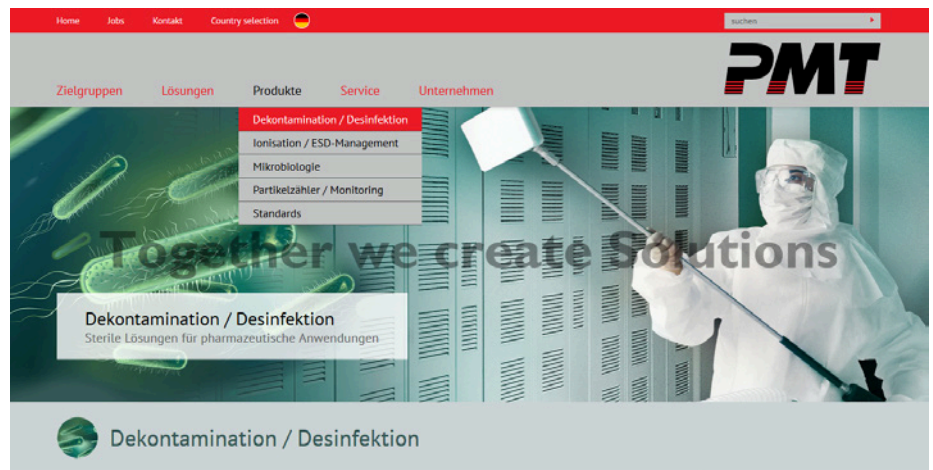 Home Jobs Kontakt Country selection suchen
PMT
Zielgruppen Lösungen Produkte Service Unternehmen
Dekontamination / Desinfektion
Ionisation / ESD-Management
Mikrobiologie
Partikelzähler / Monitoring
Standards
Together we create Solutions
Dekontamination / Desinfektion
Sterile Lösungen für pharmazeutische Anwendungen
Dekontamination / Desinfektion